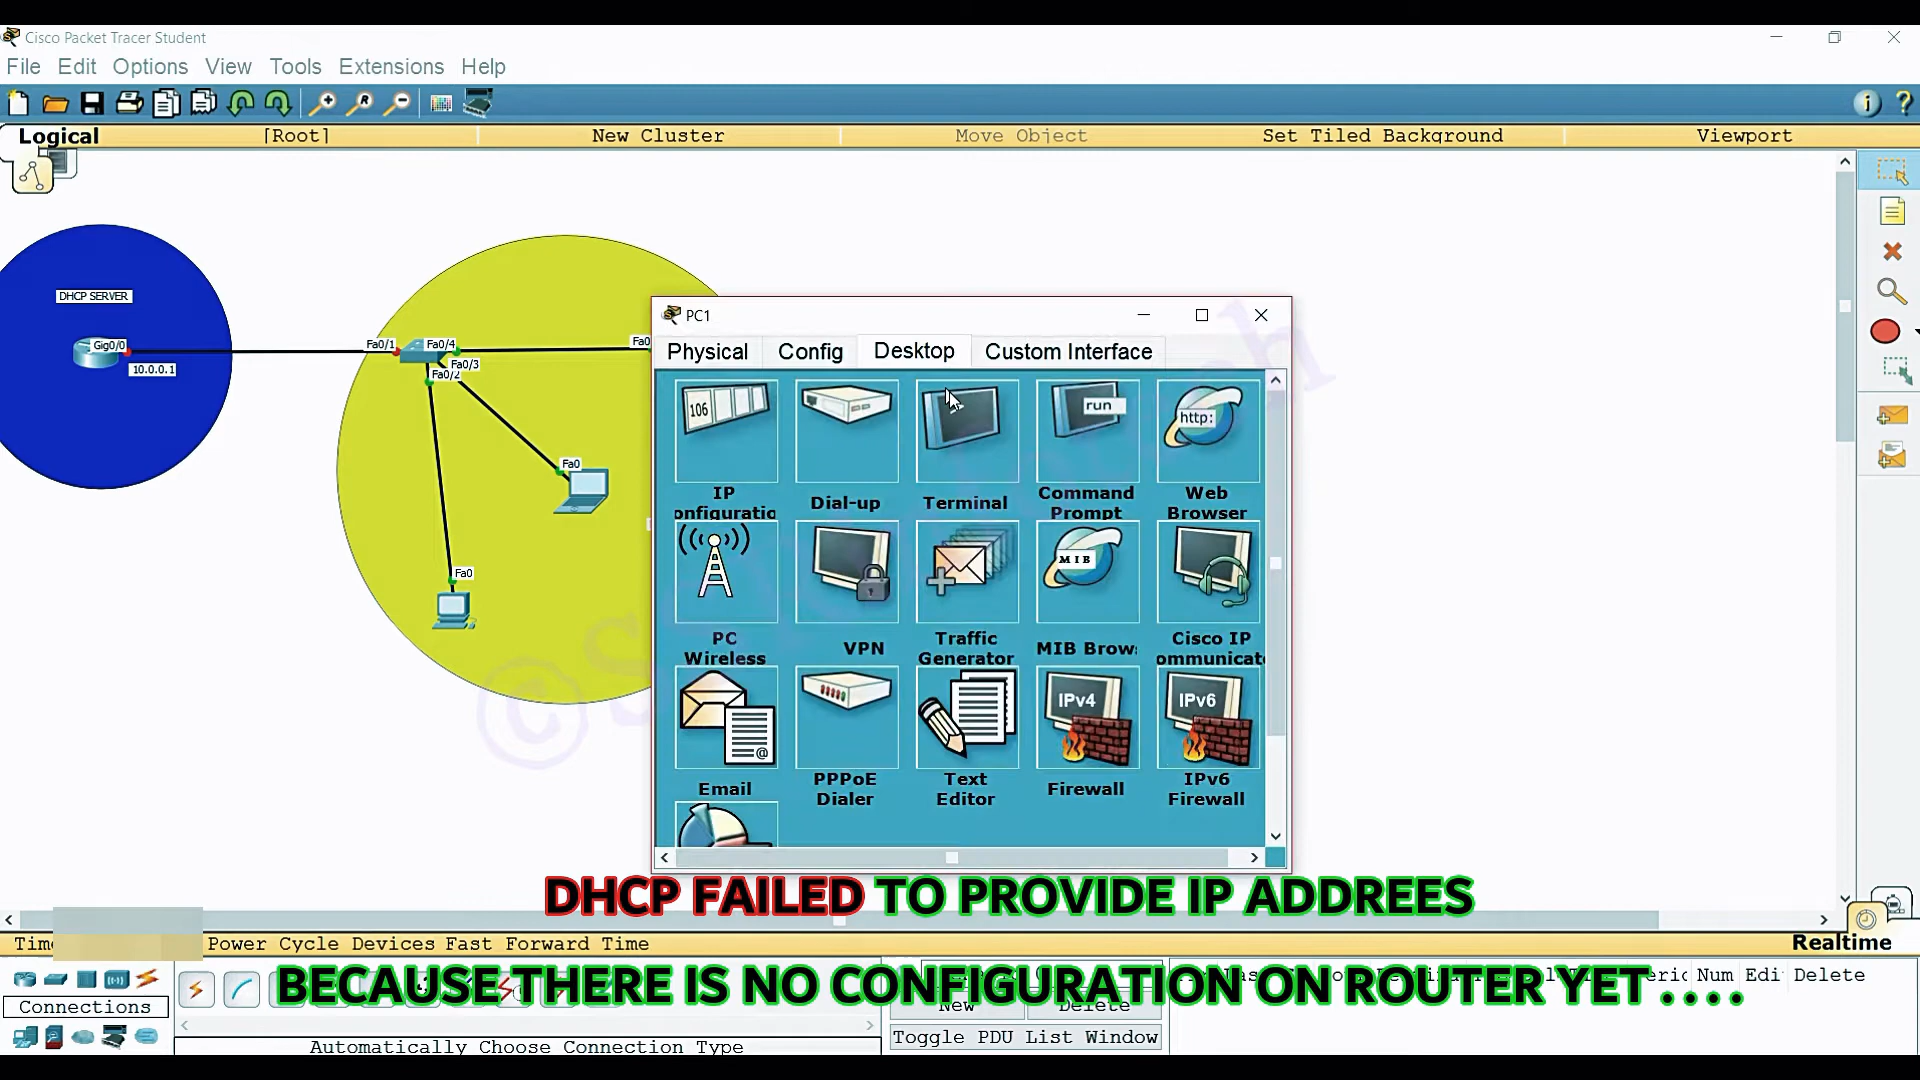 Cisco Packet Tracer Student
File Edit Options View Tools Extensions Help
Logical [Root] New Cluster Move Object Set Tiled Background Viewport
DHCP SERVER
Gig0/0
10.0.0.1
Fa0/1
Fa0/4
Fa0/3
Fa0/2
Fa0
Fa0
Fa0
PC1
Physical Config Desktop Custom Interface
106
run
http:
IP
onfiguratio
Dial-up
Terminal
Command
Prompt
Web
Browser
MIB
PC
Wireless
VPN
Traffic
Generator
MIB Brow
Cisco IP
ommunicat
@
IPv4
IPv6
Email
PPPoE
Dialer
Text
Editor
Firewall
IPv6
Firewall
DHCP FAILED TO PROVIDE IP ADDREES
Power Cycle Devices Fast Forward Time
Realtime
BECAUSE THERE IS NO CONFIGURATION ON ROUTER YET . . . .
Num Edi Delete
Connections
New
Delete
Toggle PDU List Window
Automatically Choose Connection Type